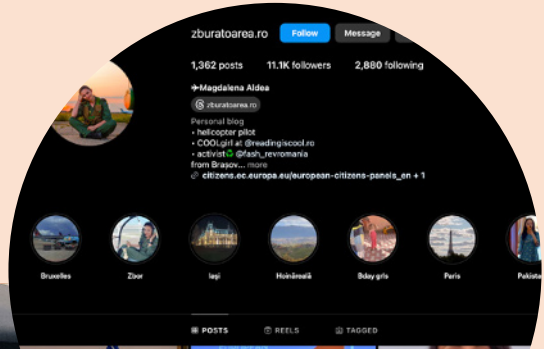 zburatoarea.ro Follow Message
1,362 posts 11.1K followers 2,880 following
✈Magdalena Aldea
zburatoarea.ro
Personal blog
• helicopter pilot
• COOLgirl at @readingiscool.ro
• activist♻ @fash_revromania
from Brașov... more
citizens.ec.europa.eu/european-citizens-panels_en + 1
Bruxelles Zbor Iași Hoinăreală Bday gris Paris Pakista
POSTS REELS TAGGED